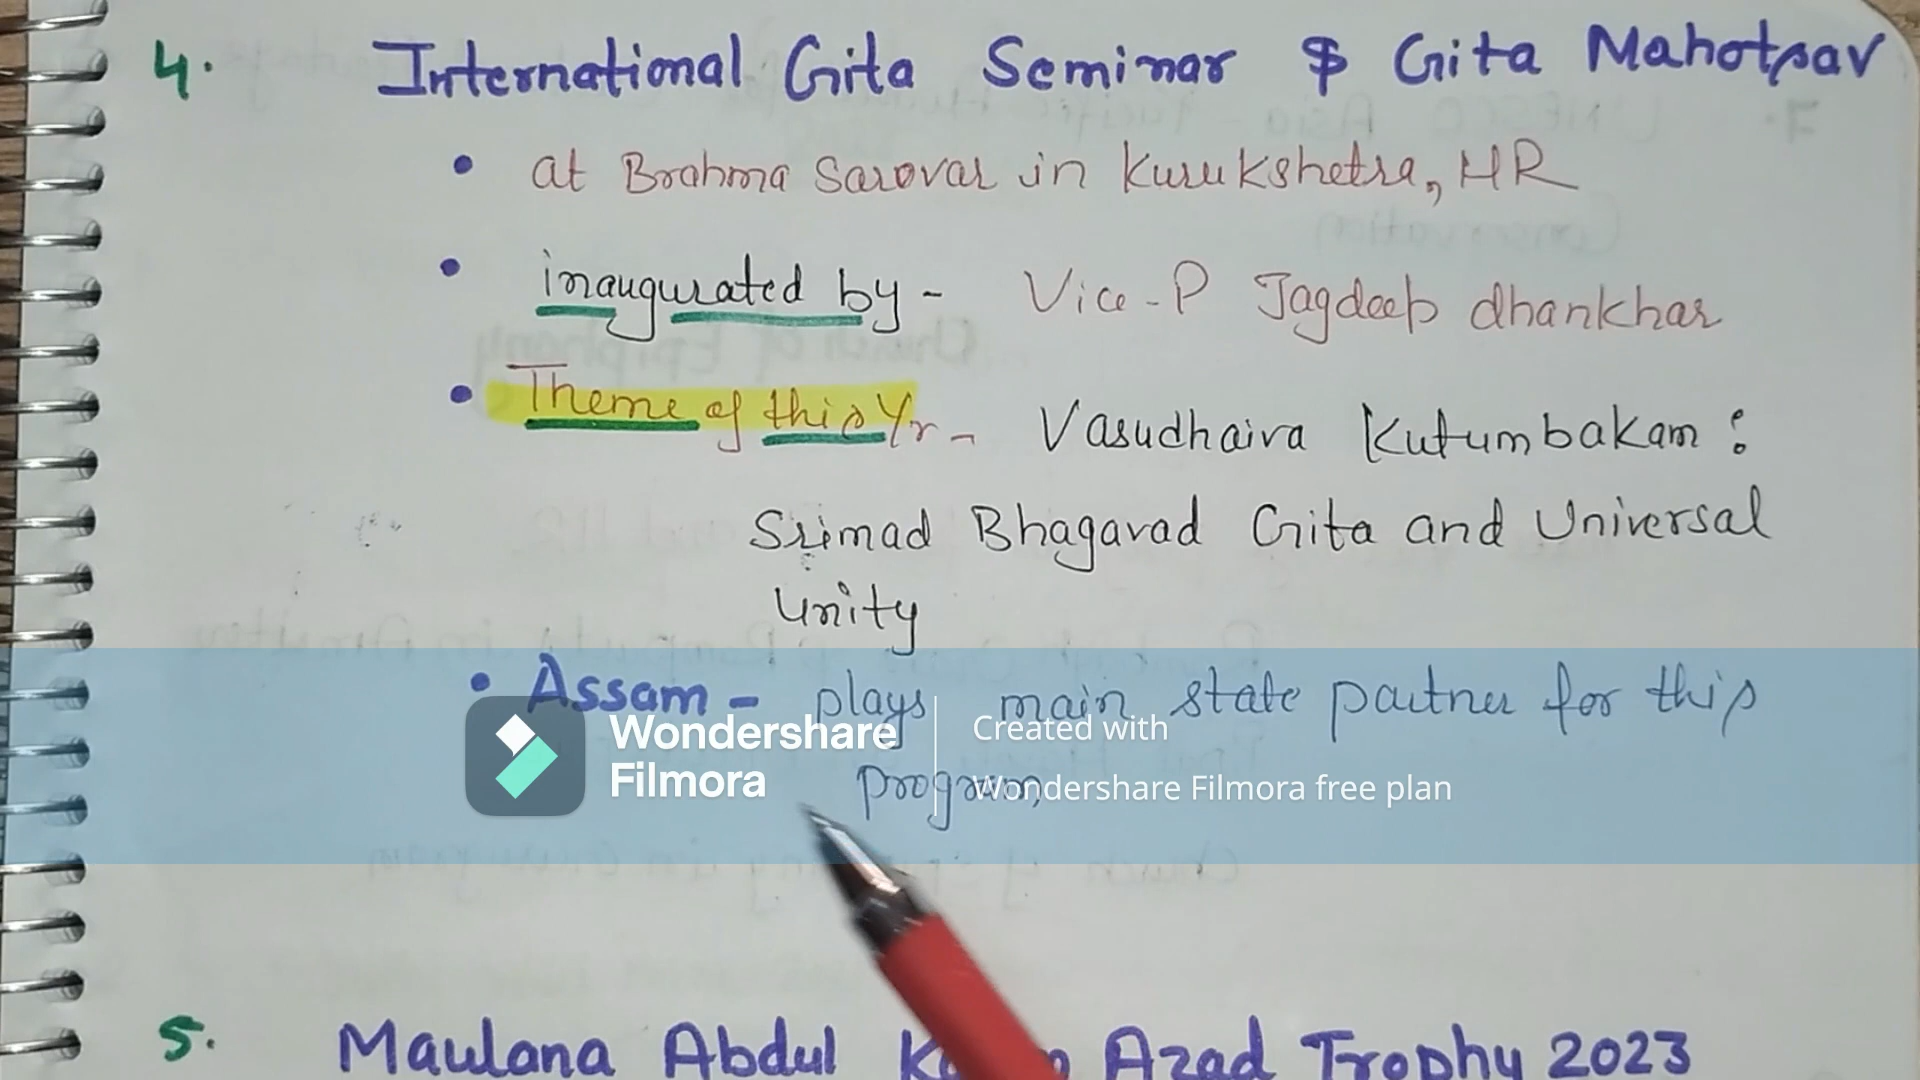 4. International Gita Seminar & Gita Mahotsav
• at Brahma Sarovar in Kurukshetra, HR
• inaugurated by - Vice-P Jagdeep dhankhar
• Theme of this Yr - Vasudhaiva Kutumbakam :
Srimad Bhagavad Gita and Universal
Unity
• Assam - plays main state partner for this
program
Wondershare
Filmora
Created with
Wondershare Filmora free plan
5. Maulana Abdul Azad Trophy 2023